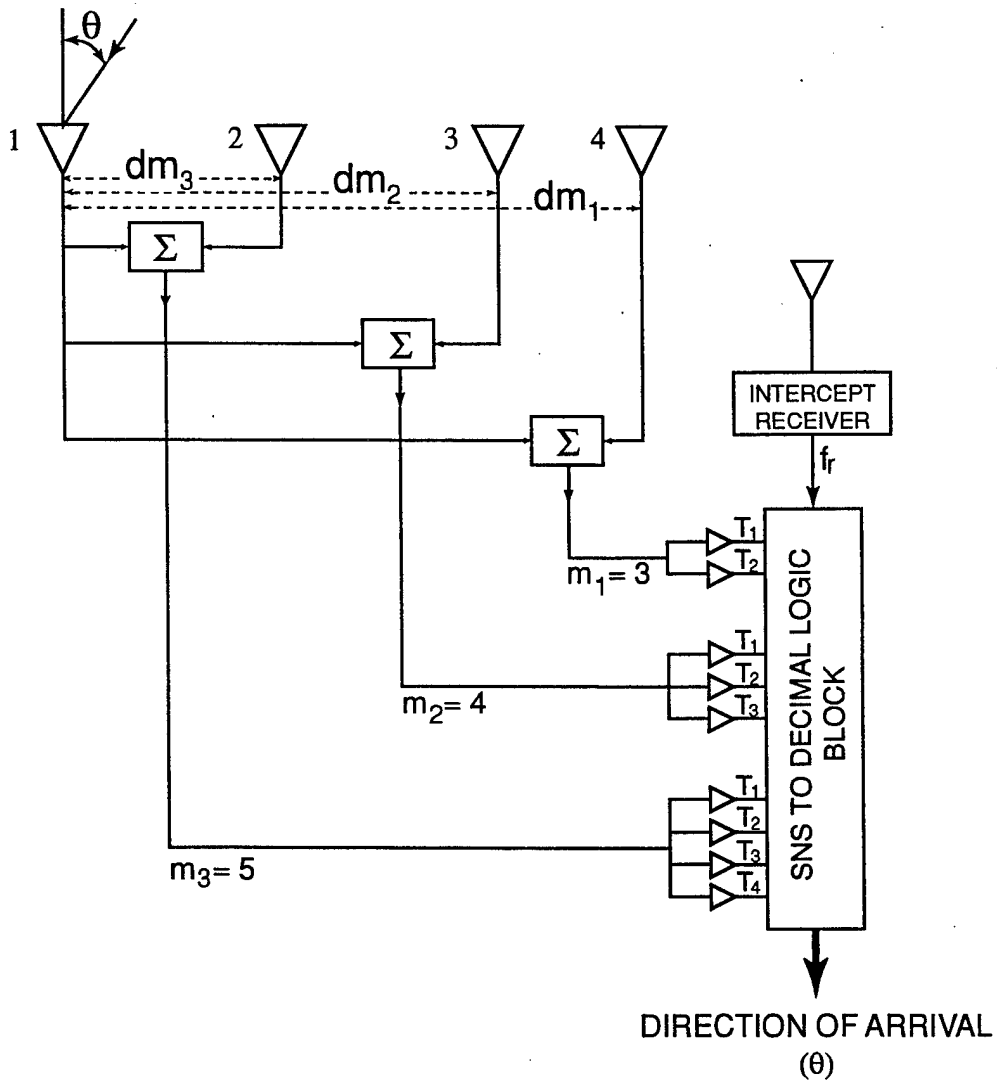 θ
1
2
3
4
dm₃
dm₂
dm₁
Σ
Σ
Σ
INTERCEPT
RECEIVER
fᵣ
m₁= 3
T₁
T₂
m₂= 4
T₁
T₂
T₃
m₃= 5
T₁
T₂
T₃
T₄
SNS TO DECIMAL LOGIC
BLOCK
DIRECTION OF ARRIVAL
(θ)